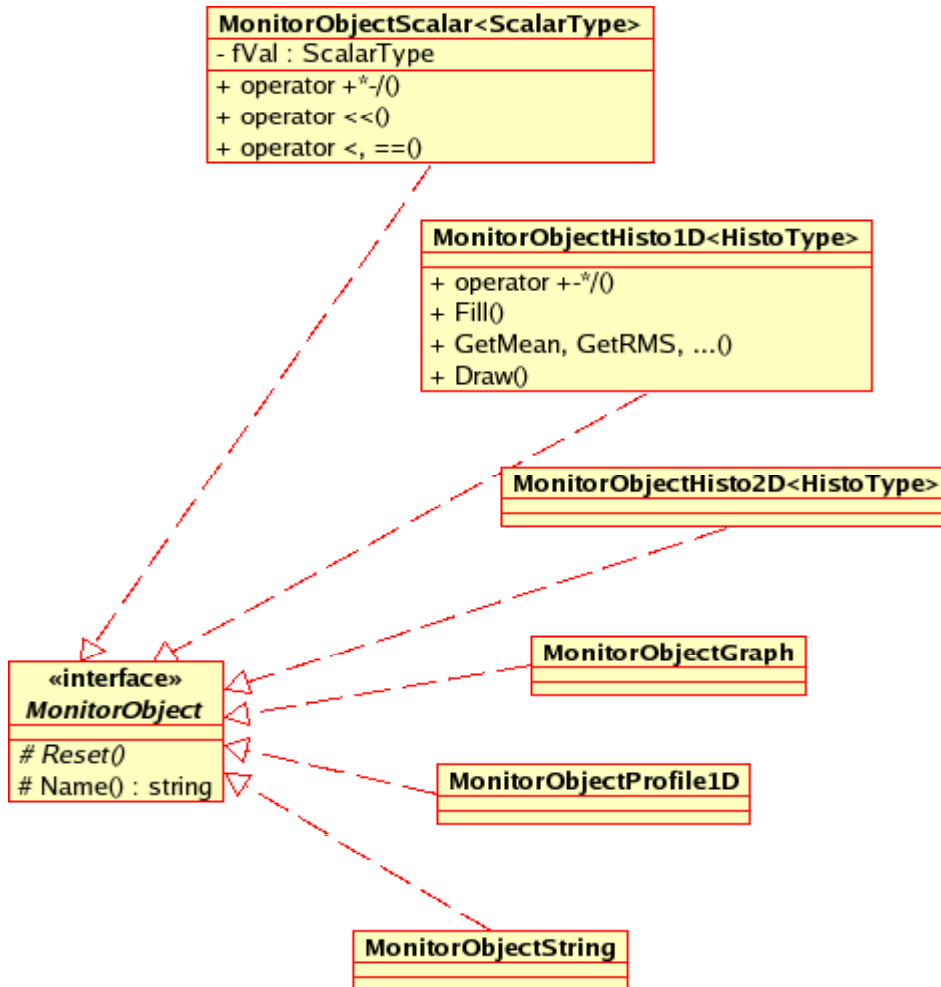 MonitorObjectScalar<ScalarType>
- fVal : ScalarType
+ operator +*-/()
+ operator <<()
+ operator <, ==()
MonitorObjectHisto1D<HistoType>
+ operator +-*/()
+ Fill()
+ GetMean, GetRMS, ...()
+ Draw()
MonitorObjectHisto2D<HistoType>
MonitorObjectGraph
«interface»
MonitorObject
# Reset()
# Name() : string
MonitorObjectProfile1D
MonitorObjectString